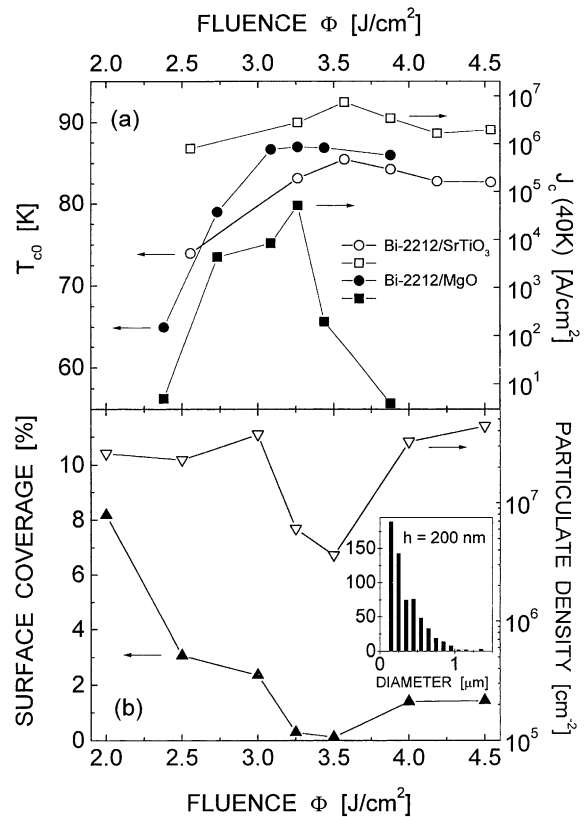 FLUENCE Φ [J/cm²]
2.0 2.5 3.0 3.5 4.0 4.5
(a)
T_c0 [K]
90
80
70
60
10⁷
10⁶
10⁵
10⁴
10³
10²
10¹
J_c(40K) [A/cm²]
Bi-2212/SrTiO₃
Bi-2212/MgO
SURFACE COVERAGE [%]
10
8
6
4
2
0
(b)
10⁷
10⁶
10⁵
PARTICULATE DENSITY [cm⁻²]
h = 200 nm
150
100
50
0
0 1
DIAMETER [μm]
2.0 2.5 3.0 3.5 4.0 4.5
FLUENCE Φ [J/cm²]